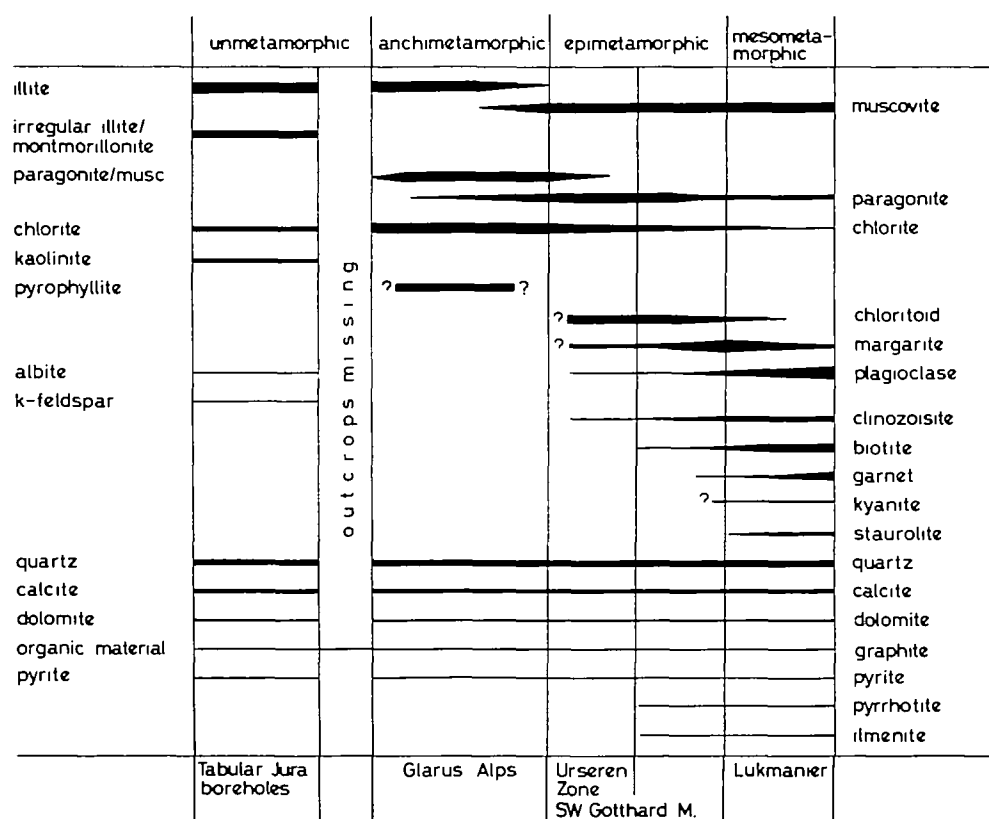 unmetamorphic anchimetamorphic epimetamorphic mesometa-
morphic
illite
muscovite
irregular illite/
montmorillonite
paragonite/musc
paragonite
chlorite chlorite
kaolinite
pyrophyllite ? ?
? chloritoid
? margarite
albite plagioclase
k-feldspar
clinozoisite
biotite
garnet
? kyanite
staurolite
outcrops missing
quartz quartz
calcite calcite
dolomite dolomite
organic material graphite
pyrite pyrite
pyrrhotite
ilmenite
Tabular Jura Glarus Alps Urseren Lukmanier
boreholes Zone
SW Gotthard M.